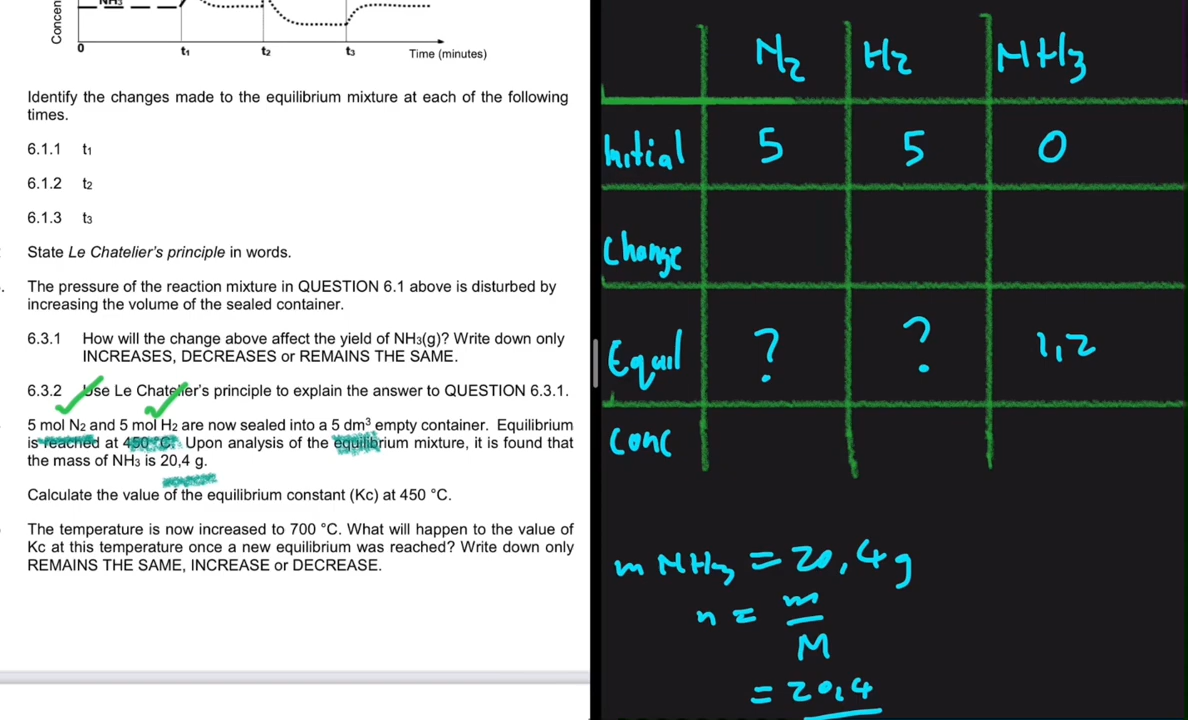 NH3
Concen
0
t1
t2
t3
Time (minutes)
Identify the changes made to the equilibrium mixture at each of the following
times.
6.1.1 t1
6.1.2 t2
6.1.3 t3
State Le Chatelier's principle in words.
The pressure of the reaction mixture in QUESTION 6.1 above is disturbed by
increasing the volume of the sealed container.
6.3.1 How will the change above affect the yield of NH3(g)? Write down only
INCREASES, DECREASES or REMAINS THE SAME.
6.3.2 Use Le Chatelier's principle to explain the answer to QUESTION 6.3.1.
5 mol N2 and 5 mol H2 are now sealed into a 5 dm³ empty container. Equilibrium
is reached at 450 °C. Upon analysis of the equilibrium mixture, it is found that
the mass of NH3 is 20,4 g.
Calculate the value of the equilibrium constant (Kc) at 450 °C.
The temperature is now increased to 700 °C. What will happen to the value of
Kc at this temperature once a new equilibrium was reached? Write down only
REMAINS THE SAME, INCREASE or DECREASE.
N2 H2 NH3
Initial 5 5 0
Change
Equil ? ? 1,2
Conc
m NH3 = 20,4 g
n = m
M
= 20,4